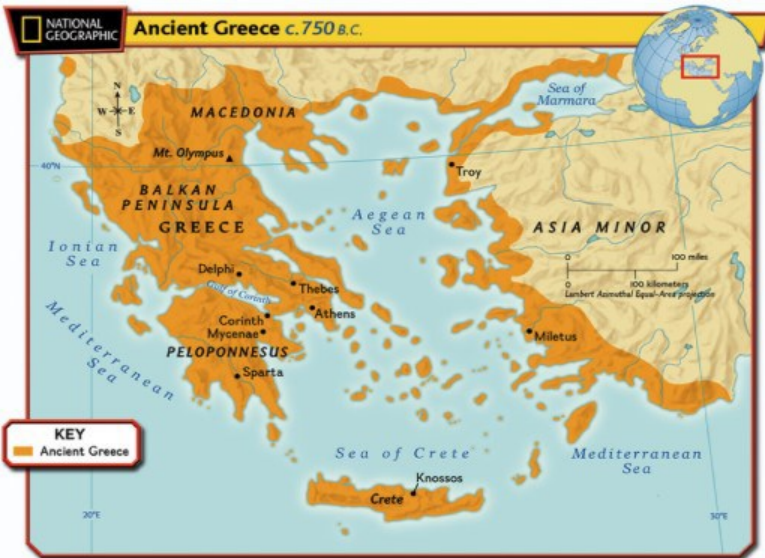 NATIONAL
GEOGRAPHIC
Ancient Greece c.750 B.C.
N
W E
S
MACEDONIA
Sea of
Marmara
Mt. Olympus
40°N
Troy
BALKAN
PENINSULA
GREECE
Aegean
Sea
ASIA MINOR
Ionian
Sea
0 100 miles
0 100 kilometers
Lambert Azimuthal Equal-Area projection
Delphi
Thebes
Gulf of Corinth
Athens
Corinth
Mycenae
Miletus
PELOPONNESUS
Mediterranean
Sea
Sparta
KEY
Ancient Greece
Sea of Crete
Mediterranean
Sea
Knossos
Crete
20°E
30°E